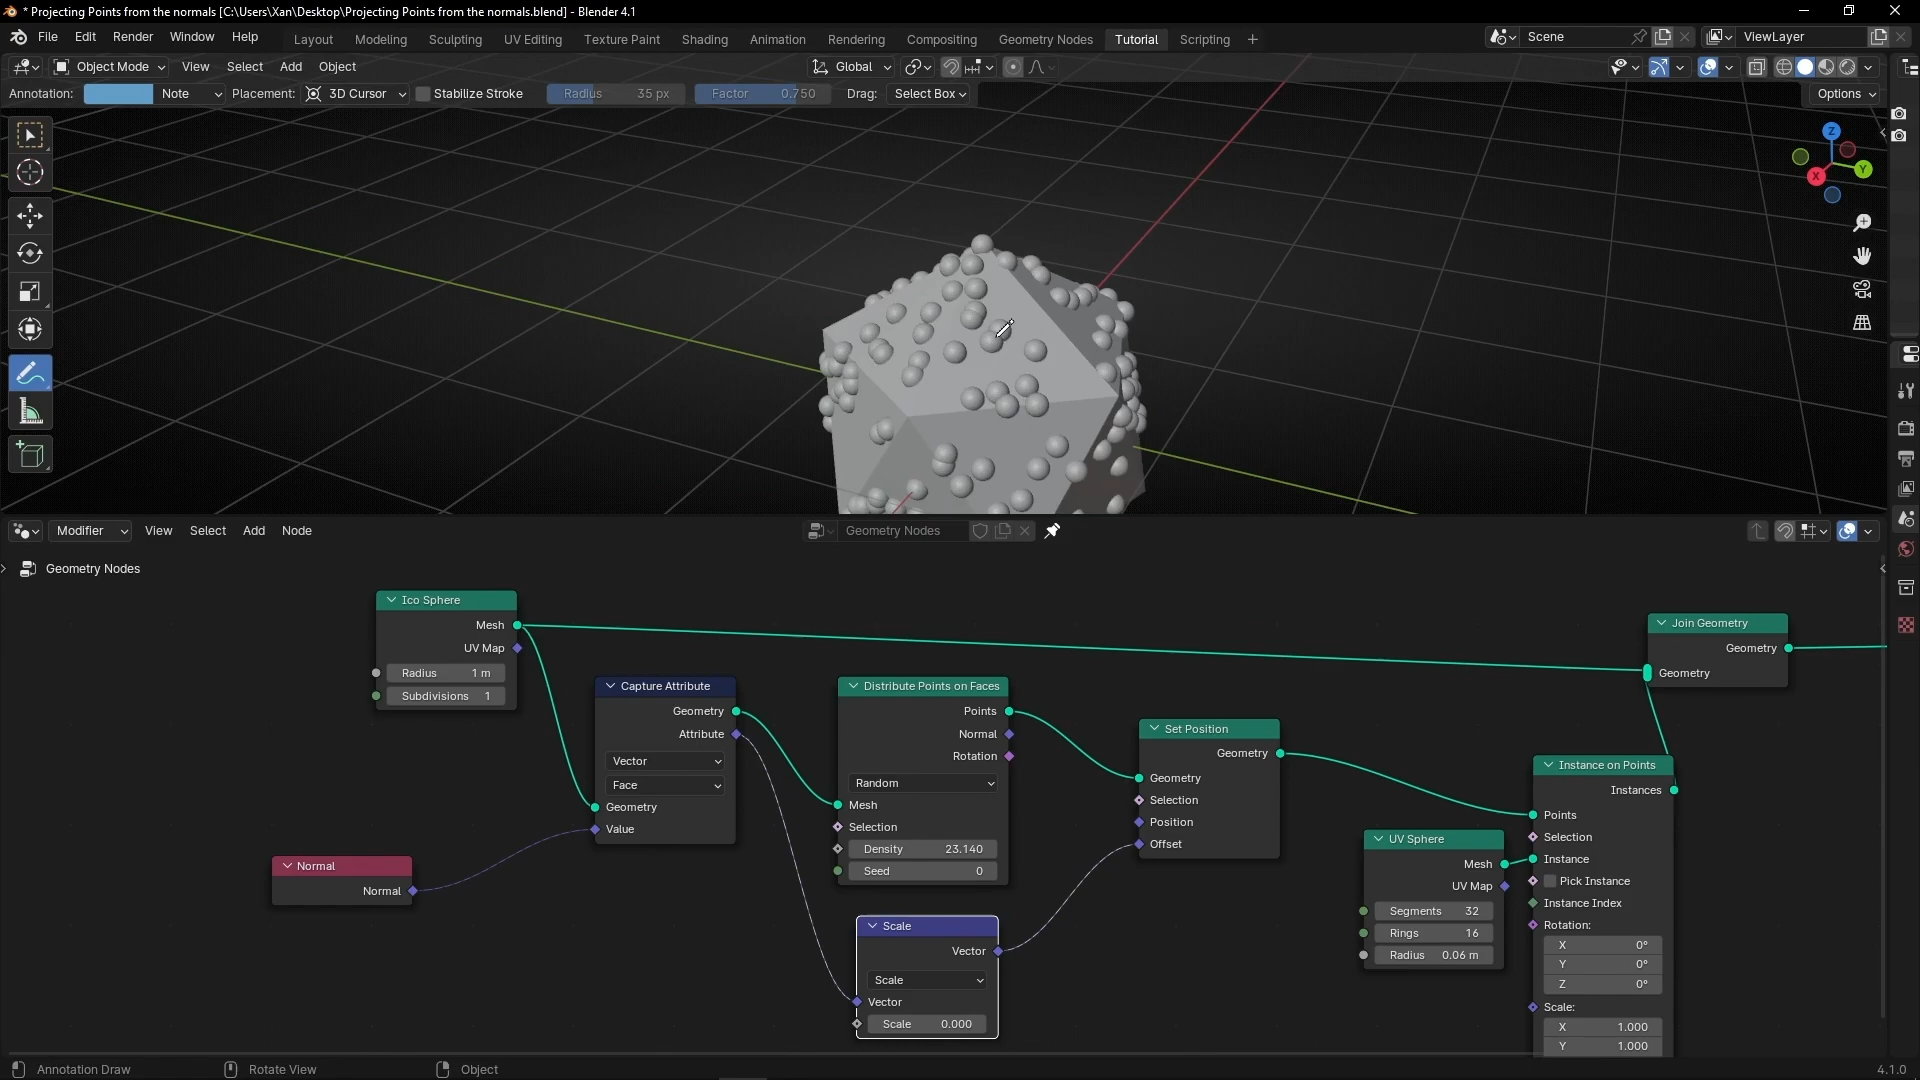 * Projecting Points from the normals [C:\Users\Xan\Desktop\Projecting Points from the normals.blend] - Blender 4.1
File Edit Render Window Help Layout Modeling Sculpting UV Editing Texture Paint Shading Animation Rendering Compositing Geometry Nodes Tutorial Scripting + Scene ViewLayer
Object Mode View Select Add Object Global
Annotation: Note Placement: 3D Cursor Stabilize Stroke Radius 35 px Factor 0.750 Drag: Select Box Options
Z
Y
X
Modifier View Select Add Node Geometry Nodes
Geometry Nodes
Ico Sphere
Mesh
UV Map
Radius 1 m
Subdivisions 1
Normal
Normal
Capture Attribute
Geometry
Attribute
Vector
Face
Geometry
Value
Distribute Points on Faces
Points
Normal
Rotation
Random
Mesh
Selection
Density 23.140
Seed 0
Scale
Vector
Scale
Vector
Scale 0.000
Set Position
Geometry
Geometry
Selection
Position
Offset
UV Sphere
Mesh
UV Map
Segments 32
Rings 16
Radius 0.06 m
Join Geometry
Geometry
Geometry
Instance on Points
Instances
Points
Selection
Instance
Pick Instance
Instance Index
Rotation:
X 0°
Y 0°
Z 0°
Scale:
X 1.000
Y 1.000
Annotation Draw Rotate View Object 4.1.0